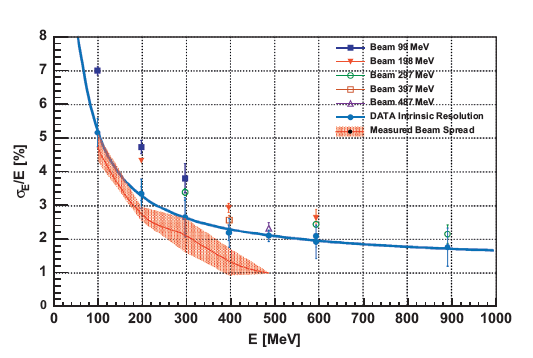 8
7
6
5
4
3
2
1
0
σE/E [%]
Beam 99 MeV
Beam 198 MeV
Beam 297 MeV
Beam 397 MeV
Beam 487 MeV
DATA Intrinsic Resolution
Measured Beam Spread
0 100 200 300 400 500 600 700 800 900 1000
E [MeV]